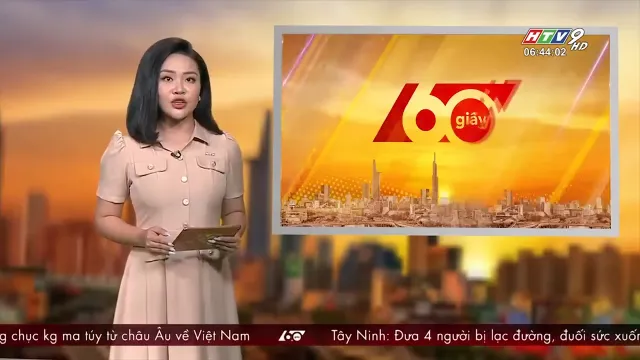 HTV9
HD
06:44:02
60
giây
g chục kg ma túy từ châu Âu về Việt Nam 60 Tây Ninh: Đưa 4 người bị lạc đường, đuối sức xuố